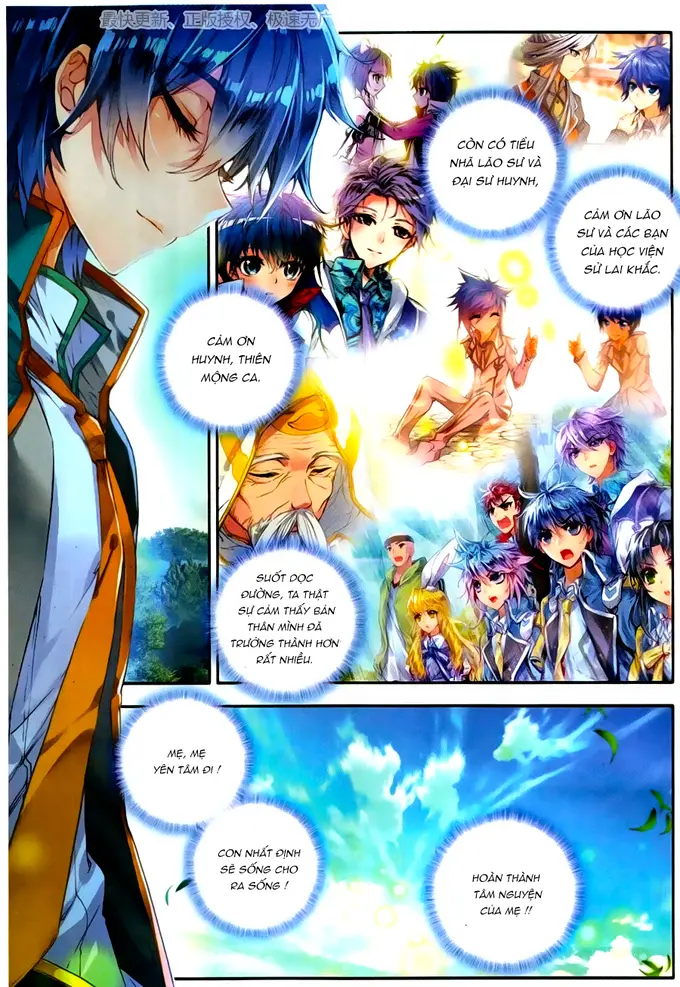 最快更新、正版授权、极速无广
CÒN CÓ TIỂU
NHÃ LÃO SƯ VÀ
ĐẠI SƯ HUYNH,
CẢM ƠN LÃO
SƯ VÀ CÁC BẠN
CỦA HỌC VIỆN
SỬ LAI KHẮC.
CẢM ƠN
HUYNH, THIÊN
MỘNG CA.
SUỐT DỌC
ĐƯỜNG, TA THẬT
SỰ CẢM THẤY BẢN
THÂN MÌNH ĐÃ
TRƯỞNG THÀNH HƠN
RẤT NHIỀU.
MẸ, MẸ
YÊN TÂM ĐI !
CON NHẤT ĐỊNH
SẼ SỐNG CHO
RA SỐNG !
HOÀN THÀNH
TÂM NGUYỆN
CỦA MẸ !!